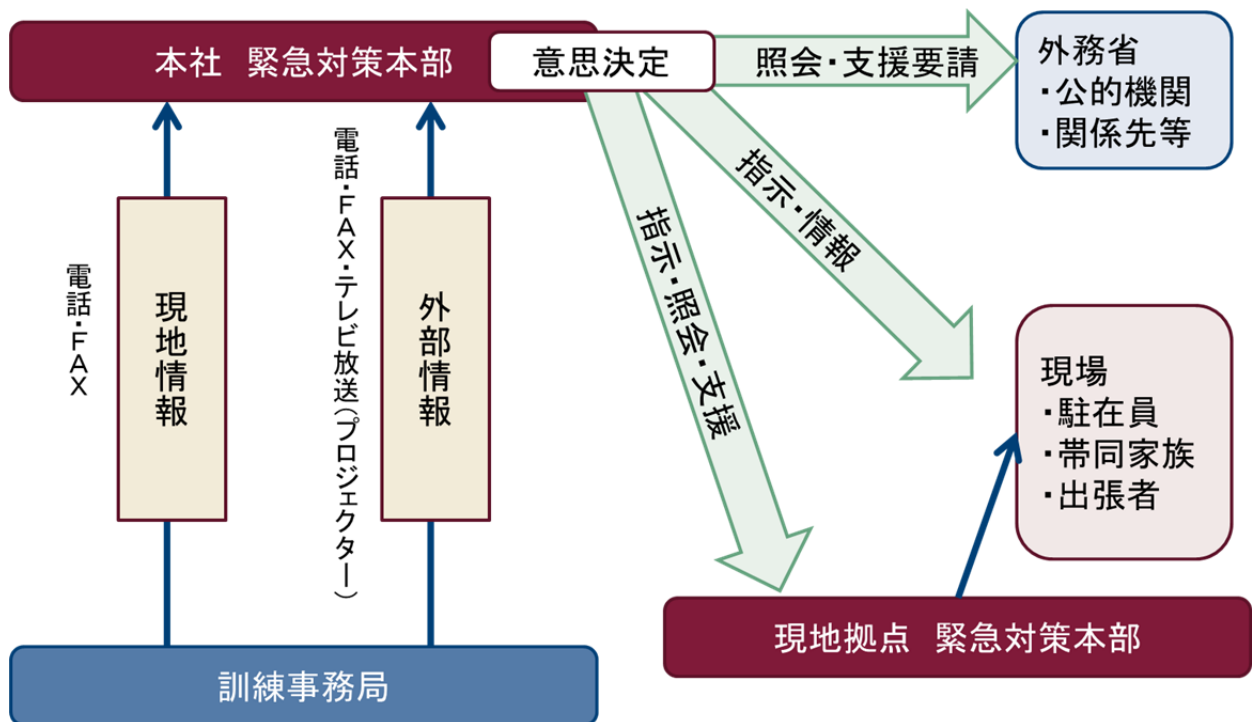 本社　緊急対策本部
意思決定
照会・支援要請
外務省
・公的機関
・関係先等
電話・FAX
現地情報
電話・FAX・テレビ放送（プロジェクター）
外部情報
指示・照会・支援
指示・情報
現場
・駐在員
・帯同家族
・出張者
現地拠点　緊急対策本部
訓練事務局